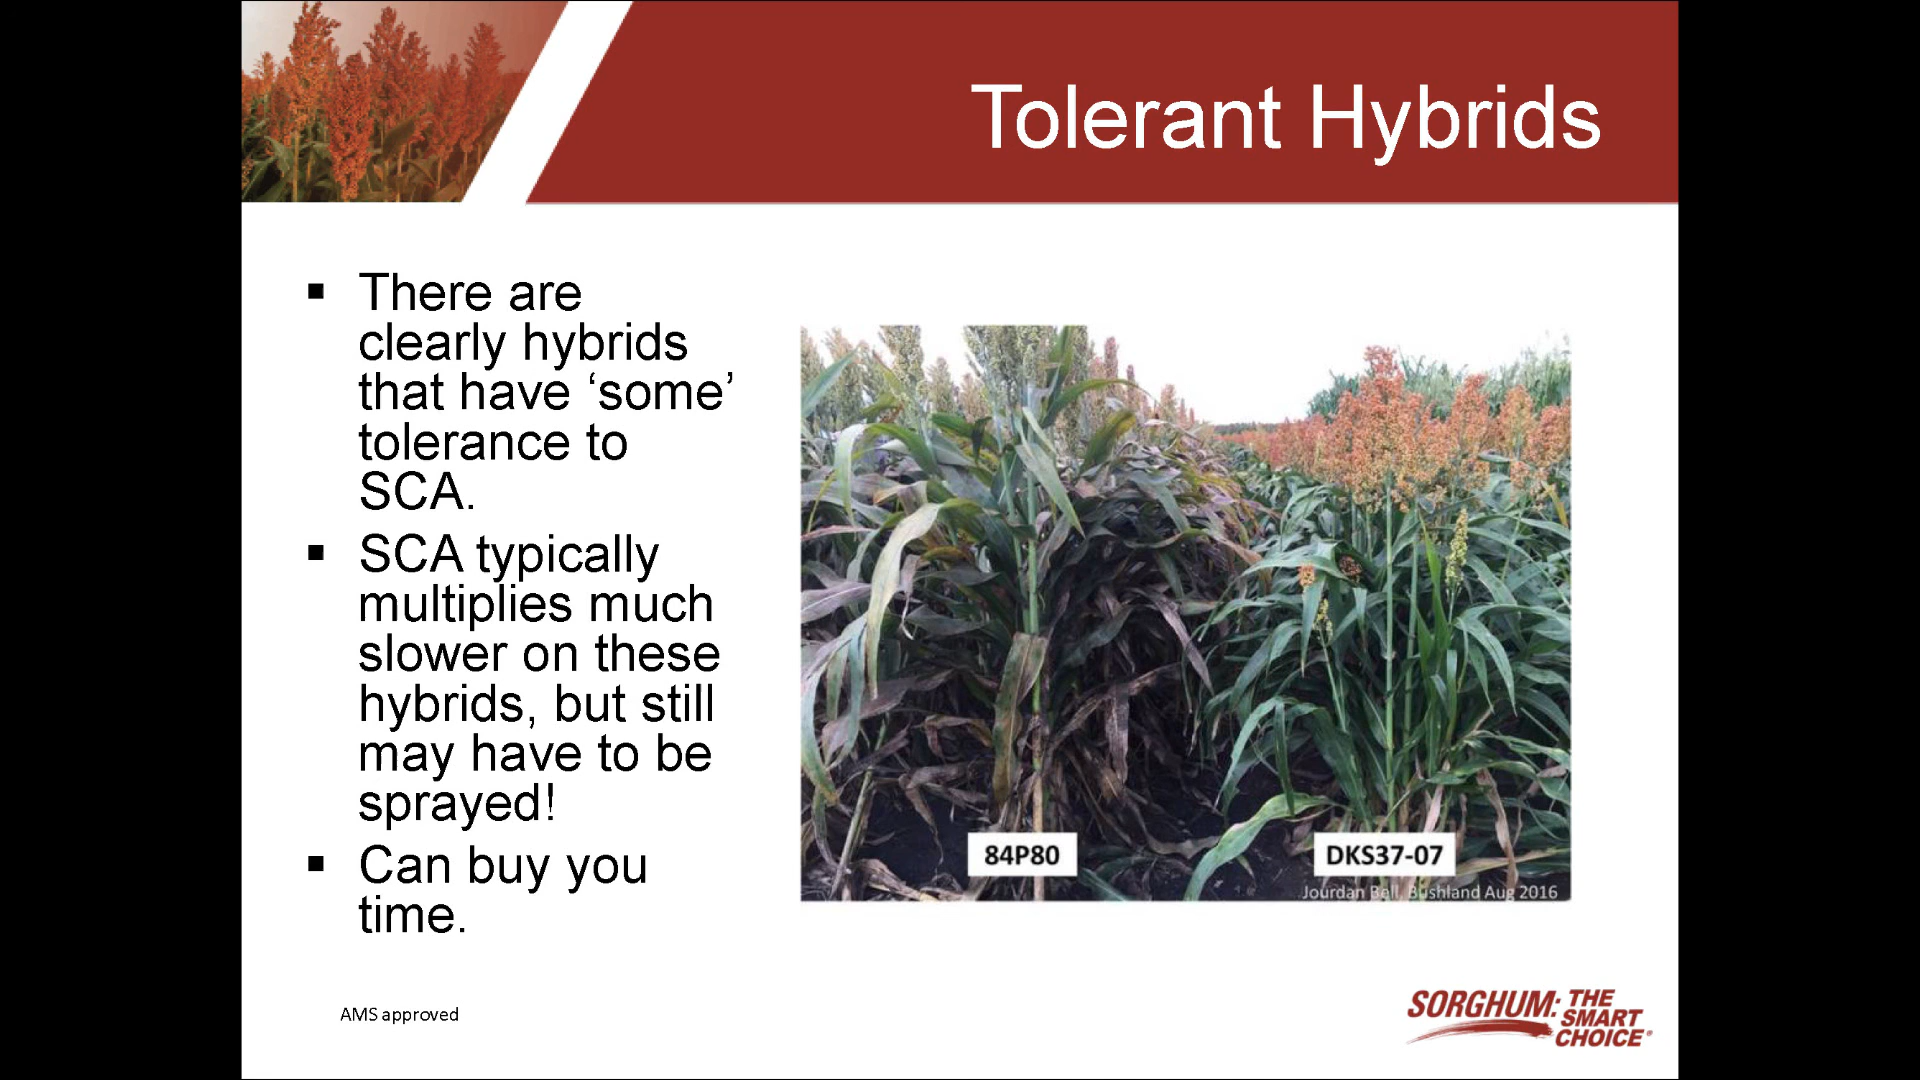 Tolerant Hybrids
▪ There are
clearly hybrids
that have ‘some’
tolerance to
SCA.
▪ SCA typically
multiplies much
slower on these
hybrids, but still
may have to be
sprayed!
▪ Can buy you
time.
84P80
DKS37-07
Jourdan Bell, Bushland Aug 2016
AMS approved
SORGHUM: THE
SMART
CHOICE®